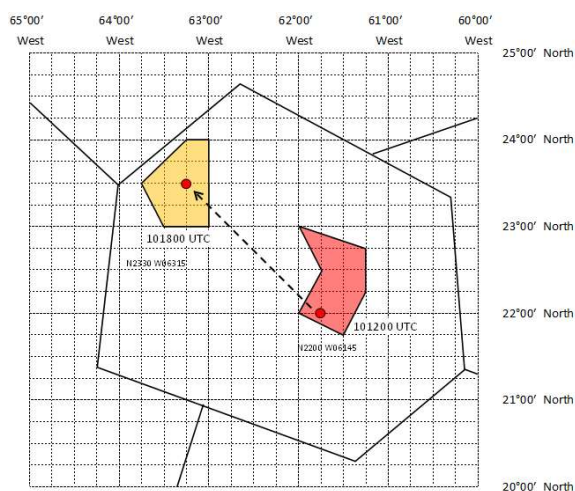 65°00′ 64°00′ 63°00′ 62°00′ 61°00′ 60°00′
West West West West West West
25°00′ North
24°00′ North
23°00′ North
101800 UTC
N2330 W06315
22°00′ North
101200 UTC
N2200 W06145
21°00′ North
20°00′ North